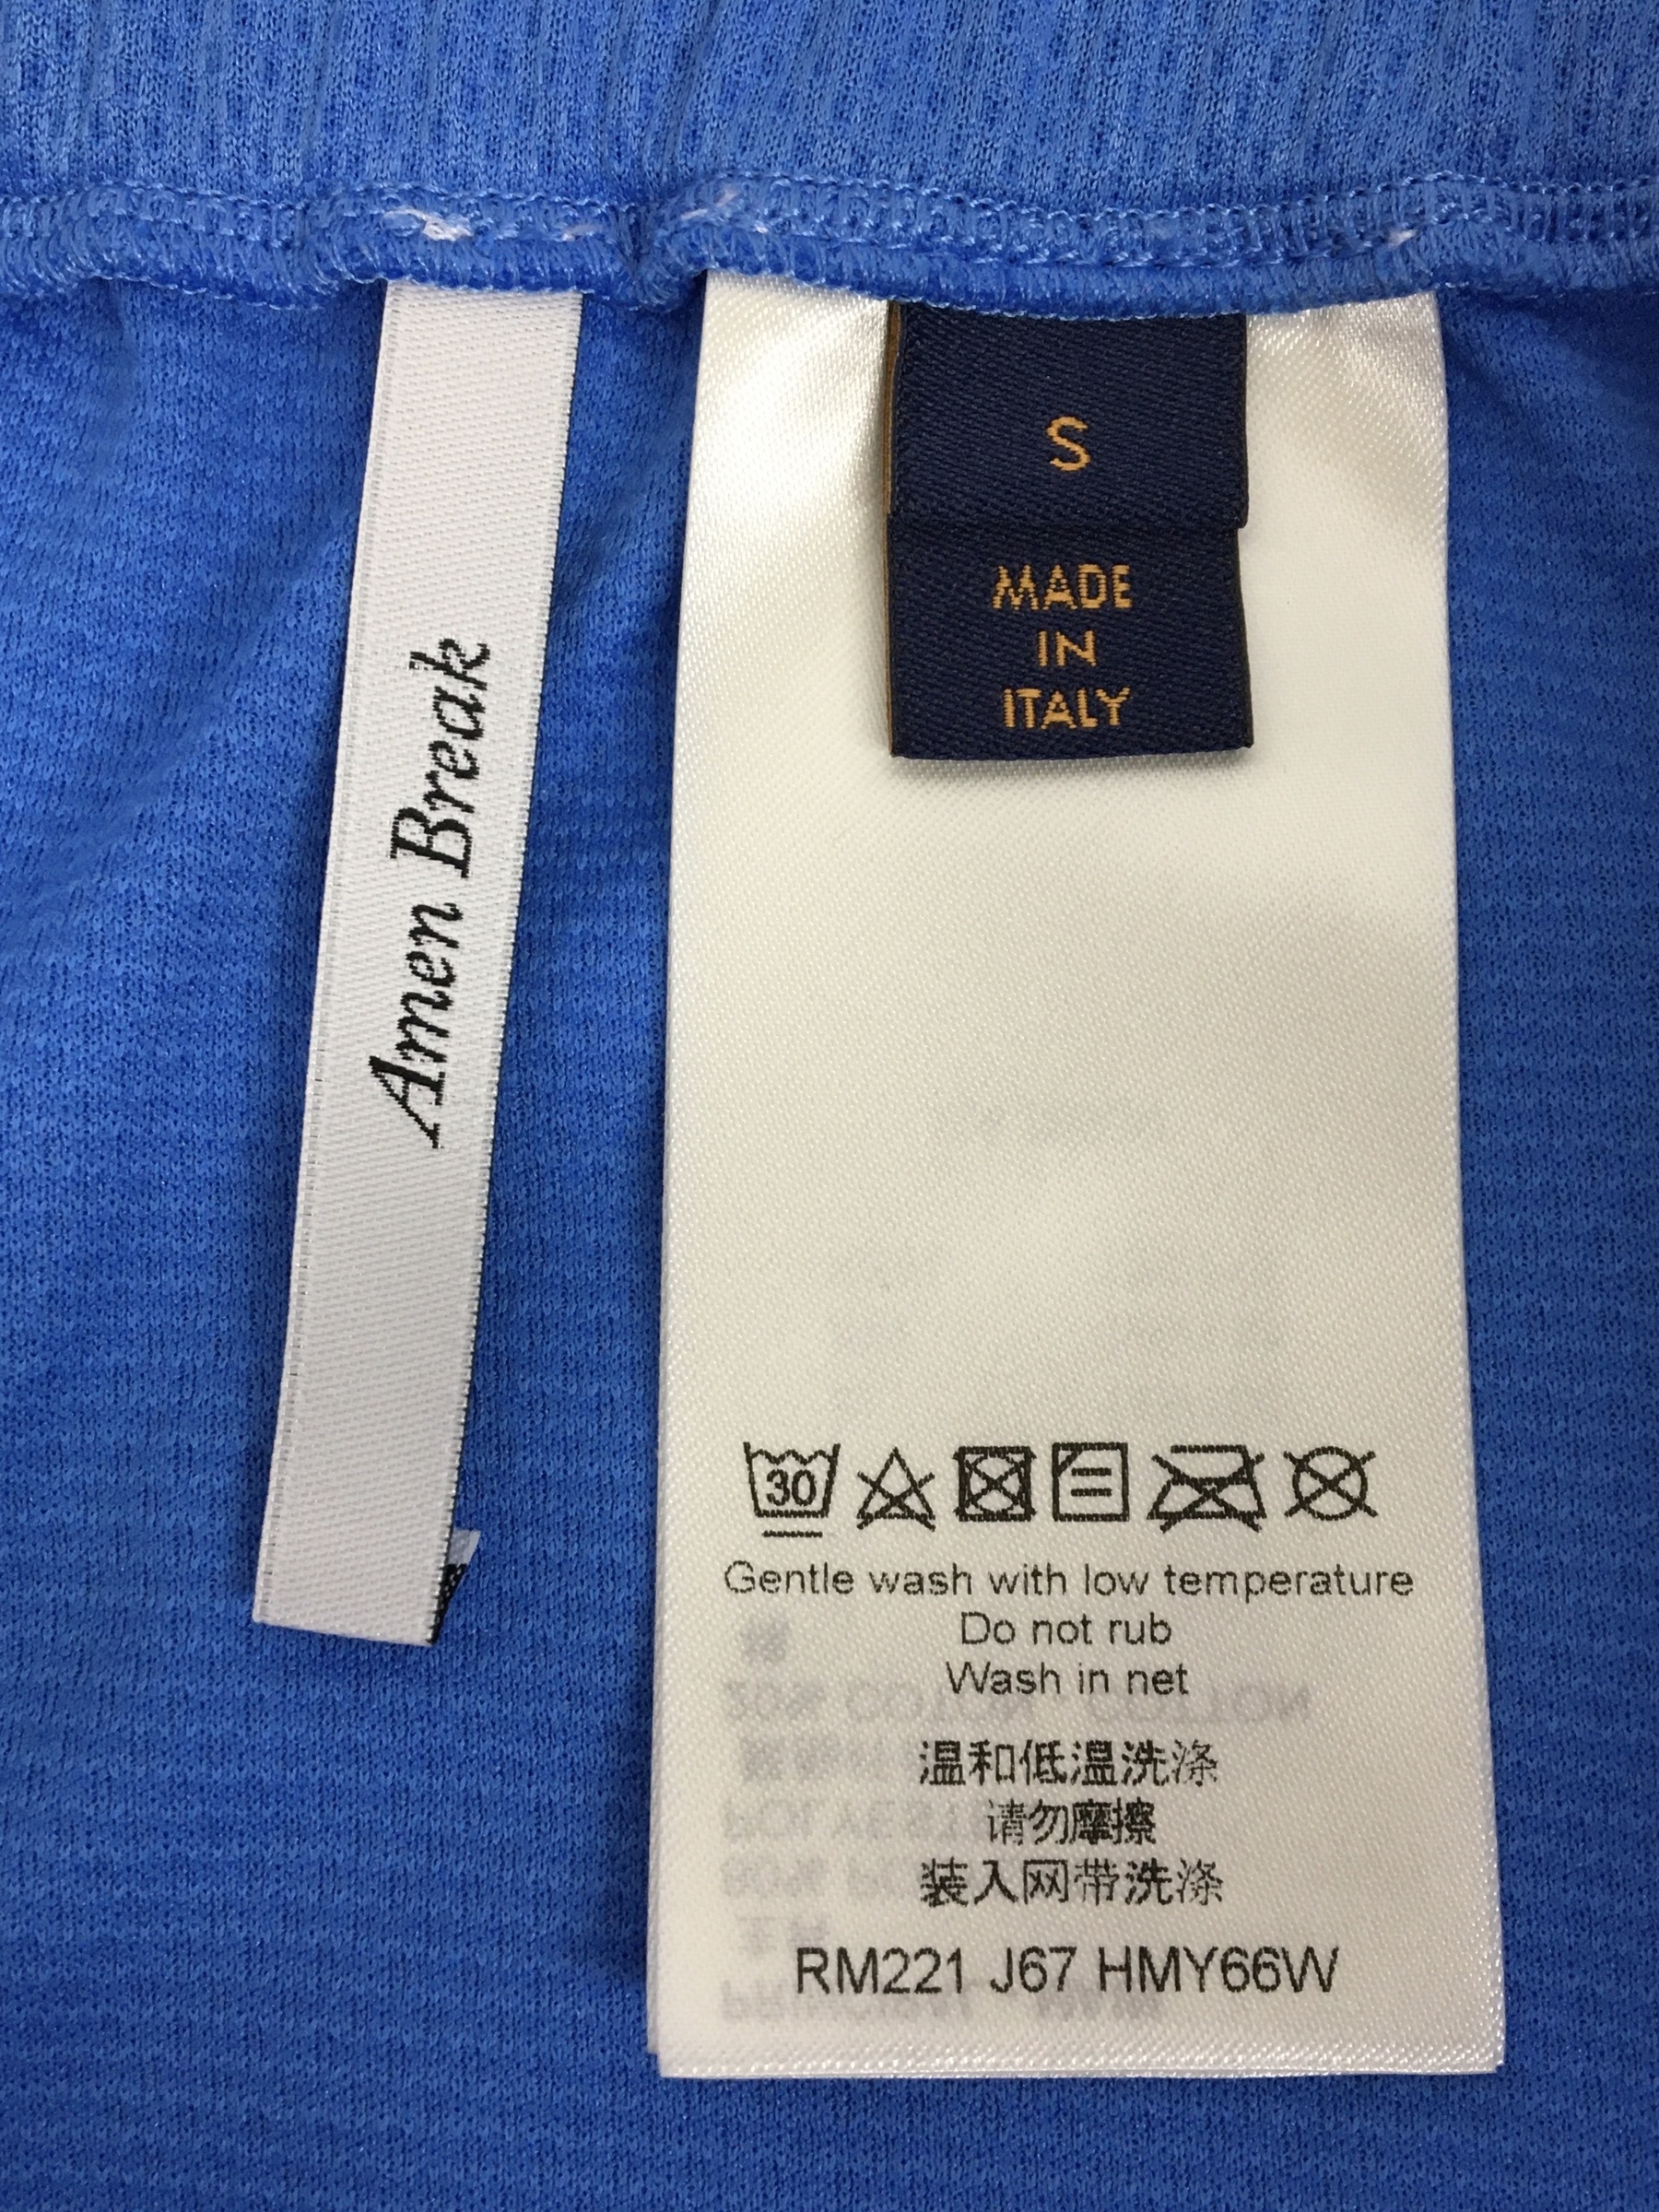 Amen Break
S
MADE
IN
ITALY
30
Gentle wash with low temperature
Do not rub
Wash in net
温和低温洗涤
请勿摩擦
装入网带洗涤
RM221 J67 HMY66W